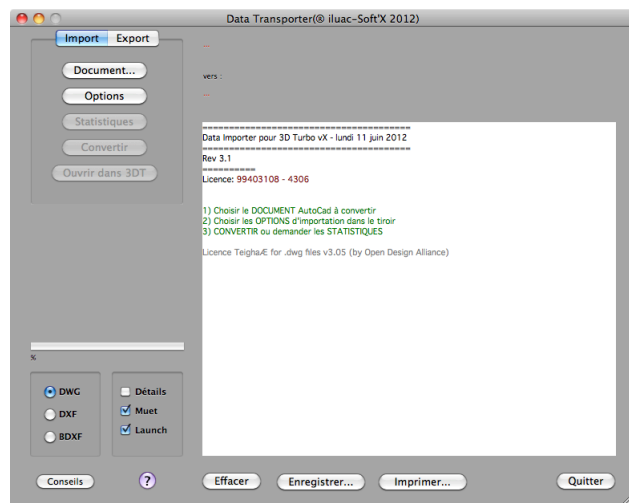 Data Transporter(® iluac-Soft'X 2012)
Import Export
Document...
Options
Statistiques
Convertir
Ouvrir dans 3DT
...
vers :
...
========================================
Data Importer pour 3D Turbo vX - lundi 11 juin 2012
========================================
Rev 3.1
==========
Licence: 99403108 - 4306
1) Choisir le DOCUMENT AutoCad à convertir
2) Choisir les OPTIONS d'importation dans le tiroir
3) CONVERTIR ou demander les STATISTIQUES
Licence TeighaÆ for .dwg files v3.05 (by Open Design Alliance)
%
DWG
DXF
BDXF
Détails
Muet
Launch
Conseils
?
Effacer
Enregistrer...
Imprimer...
Quitter